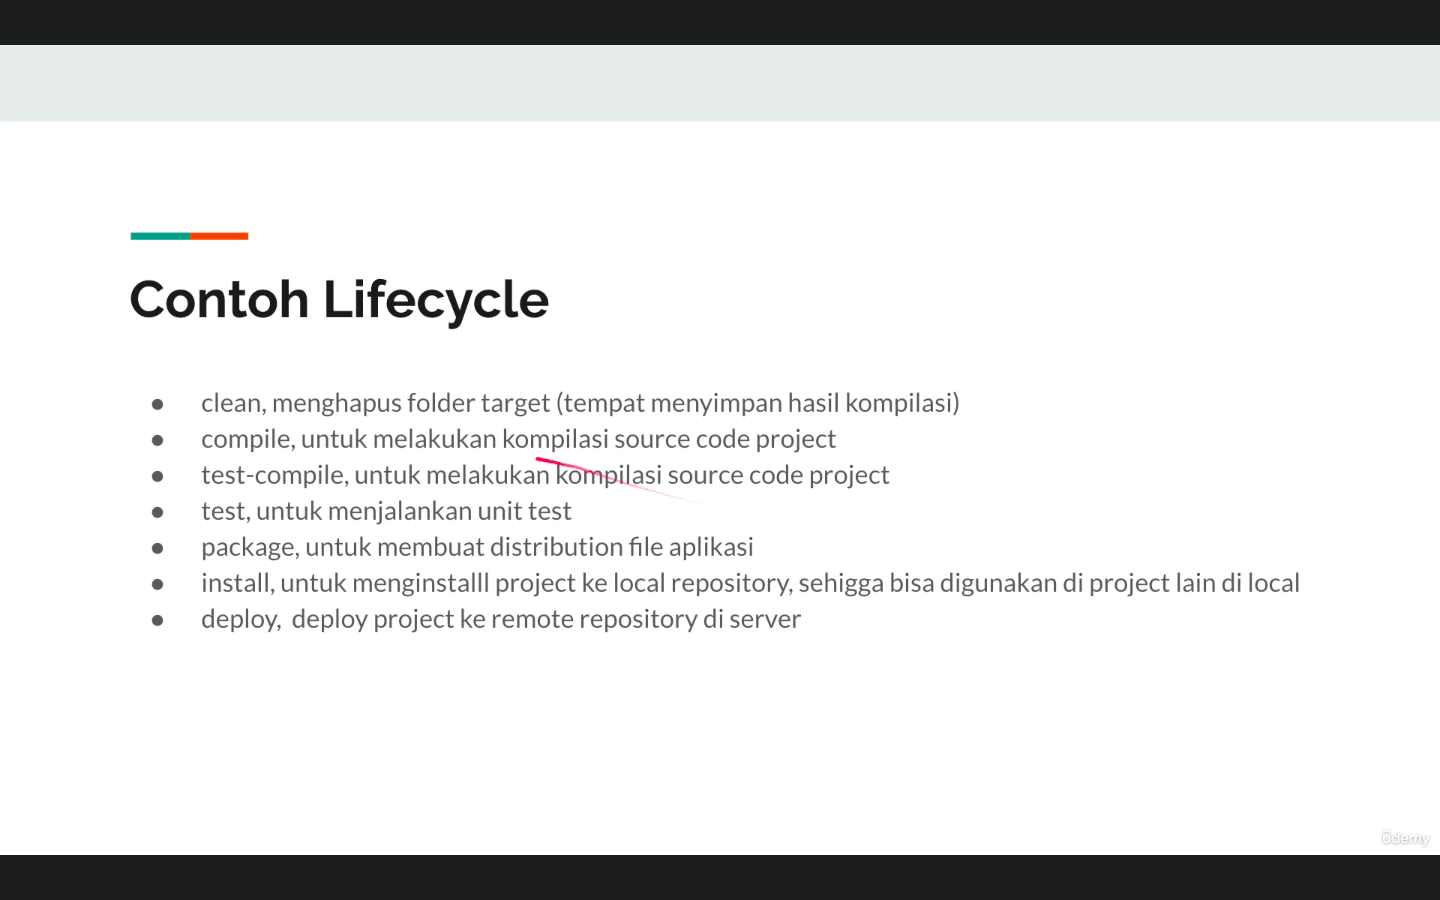 Contoh Lifecycle
● clean, menghapus folder target (tempat menyimpan hasil kompilasi)
● compile, untuk melakukan kompilasi source code project
● test-compile, untuk melakukan kompilasi source code project
● test, untuk menjalankan unit test
● package, untuk membuat distribution file aplikasi
● install, untuk menginstalll project ke local repository, sehigga bisa digunakan di project lain di local
● deploy,  deploy project ke remote repository di server
ûdemy